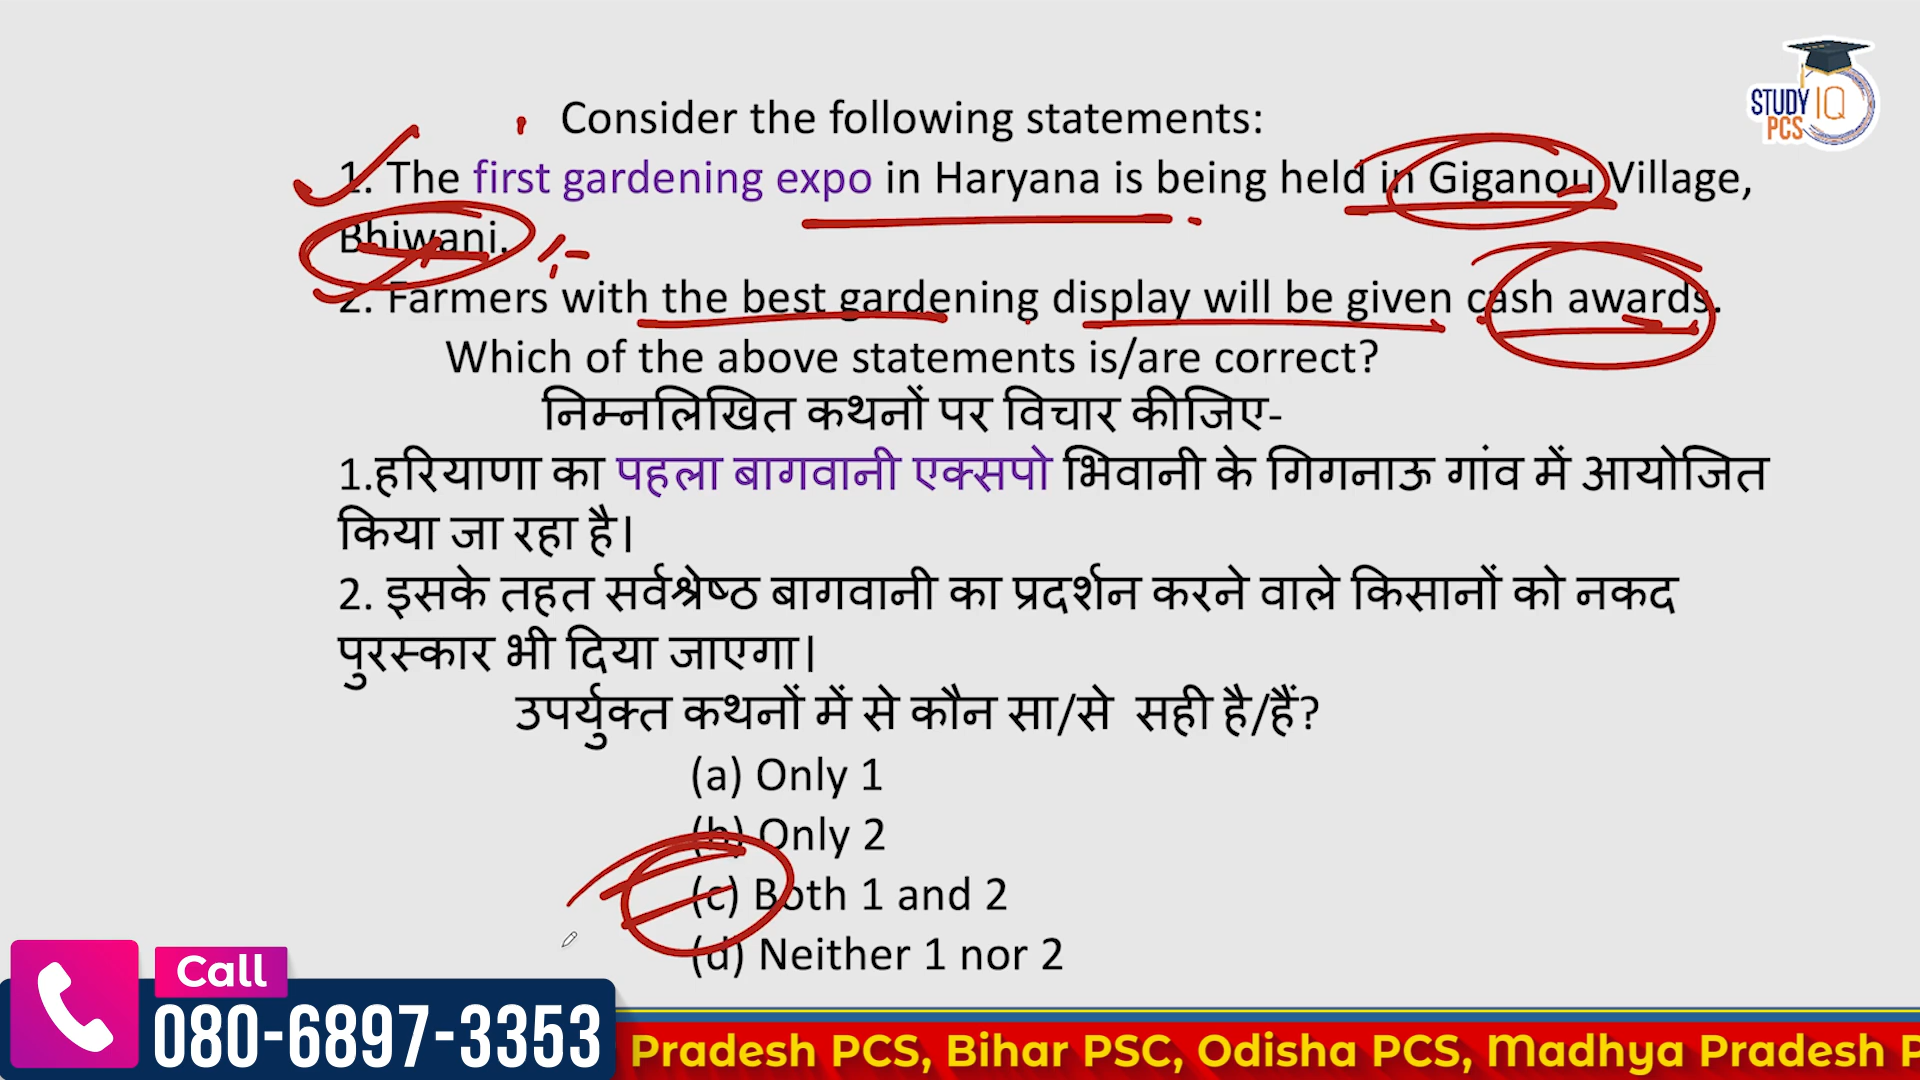 STUDY IQ
PCS
Consider the following statements:
1. The first gardening expo in Haryana is being held in Giganou Village,
Bhiwani.
2. Farmers with the best gardening display will be given cash awards.
Which of the above statements is/are correct?
निम्नलिखित कथनों पर विचार कीजिए-
1.हरियाणा का पहला बागवानी एक्सपो भिवानी के गिगनाऊ गांव में आयोजित
किया जा रहा है।
2. इसके तहत सर्वश्रेष्ठ बागवानी का प्रदर्शन करने वाले किसानों को नकद
पुरस्कार भी दिया जाएगा।
उपर्युक्त कथनों में से कौन सा/से सही है/हैं?
(a) Only 1
(b) Only 2
(c) Both 1 and 2
(d) Neither 1 nor 2
Call
080-6897-3353
Pradesh PCS, Bihar PSC, Odisha PCS, Madhya Pradesh P